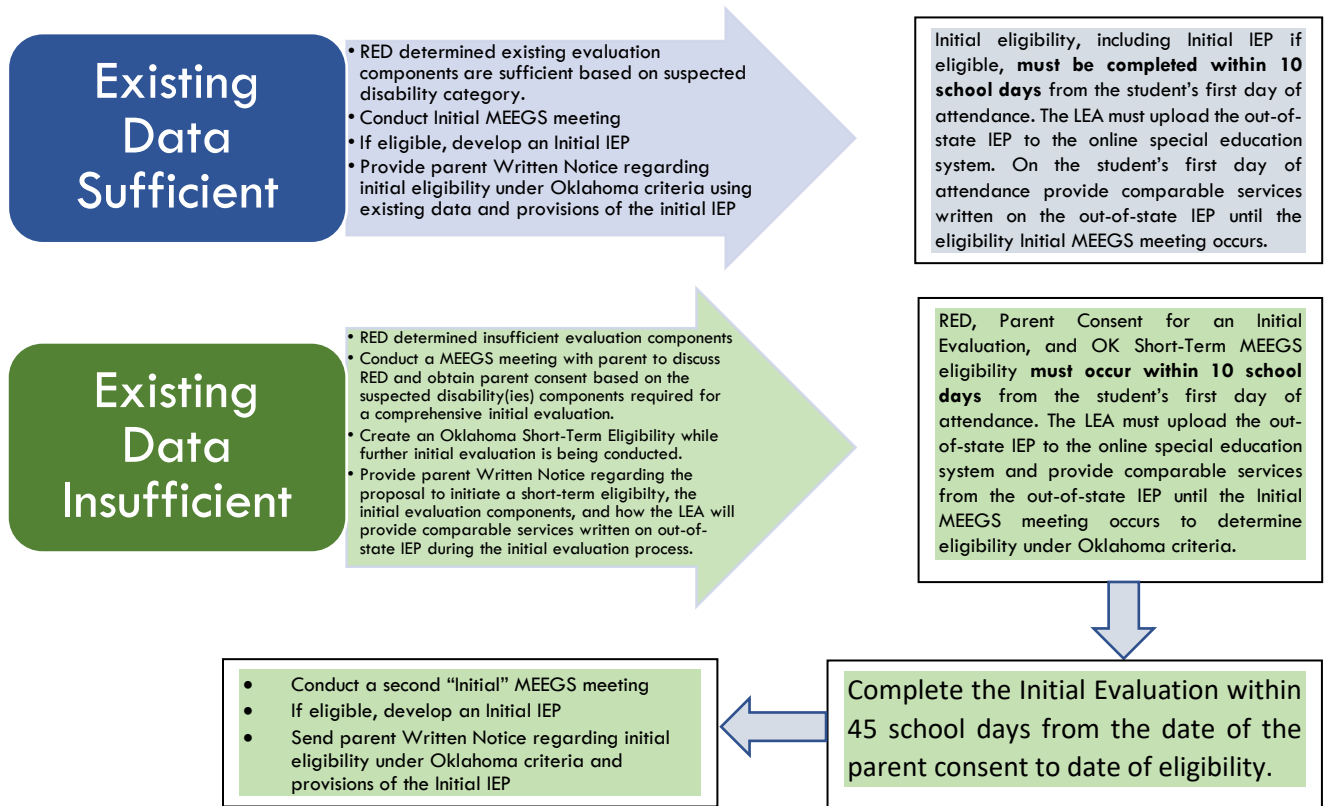 Existing
Data
Sufficient
• RED determined existing evaluation
components are sufficient based on suspected
disability category.
• Conduct Initial MEEGS meeting
• If eligible, develop an Initial IEP
• Provide parent Written Notice regarding
initial eligibility under Oklahoma criteria using
existing data and provisions of the initial IEP
Initial eligibility, including Initial IEP if
eligible, must be completed within 10
school days from the student’s first day of
attendance. The LEA must upload the out-of-
state IEP to the online special education
system. On the student’s first day of
attendance provide comparable services
written on the out-of-state IEP until the
eligibility Initial MEEGS meeting occurs.
Existing
Data
Insufficient
• RED determined insufficient evaluation components
• Conduct a MEEGS meeting with parent to discuss
RED and obtain parent consent based on the
suspected disability(ies) components required for
a comprehensive initial evaluation.
• Create an Oklahoma Short-Term Eligibility while
further initial evaluation is being conducted.
• Provide parent Written Notice regarding the
proposal to initiate a short-term eligibilty, the
initial evaluation components, and how the LEA will
provide comparable services written on out-of-
state IEP during the initial evaluation process.
RED, Parent Consent for an Initial
Evaluation, and OK Short-Term MEEGS
eligibility must occur within 10 school
days from the student’s first day of
attendance. The LEA must upload the out-
of-state IEP to the online special education
system and provide comparable services
from the out-of-state IEP until the Initial
MEEGS meeting occurs to determine
eligibility under Oklahoma criteria.
Complete the Initial Evaluation within
45 school days from the date of the
parent consent to date of eligibility.
• Conduct a second “Initial” MEEGS meeting
• If eligible, develop an Initial IEP
• Send parent Written Notice regarding initial
eligibility under Oklahoma criteria and
provisions of the Initial IEP